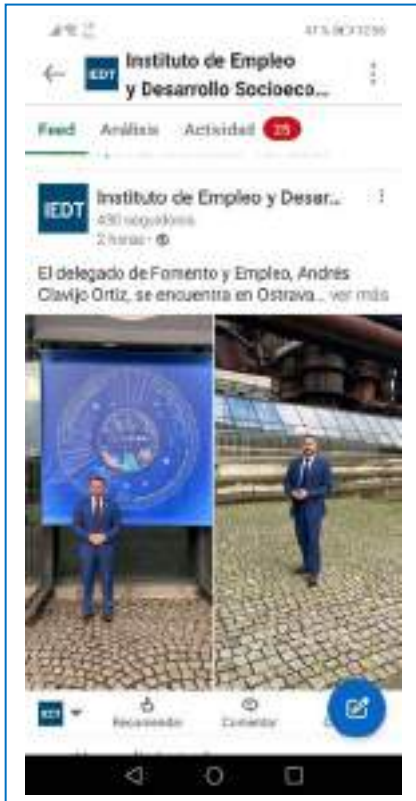 IEDT Instituto de Empleo
y Desarrollo Socioeco...
Feed Análisis Actividad 25
IEDT Instituto de Empleo y Desar...
430 seguidores
2 horas •
El delegado de Fomento y Empleo, Andrés
Clavijo Ortiz, se encuentra en Ostrava... ver más
IEDT Recomendar Comentar